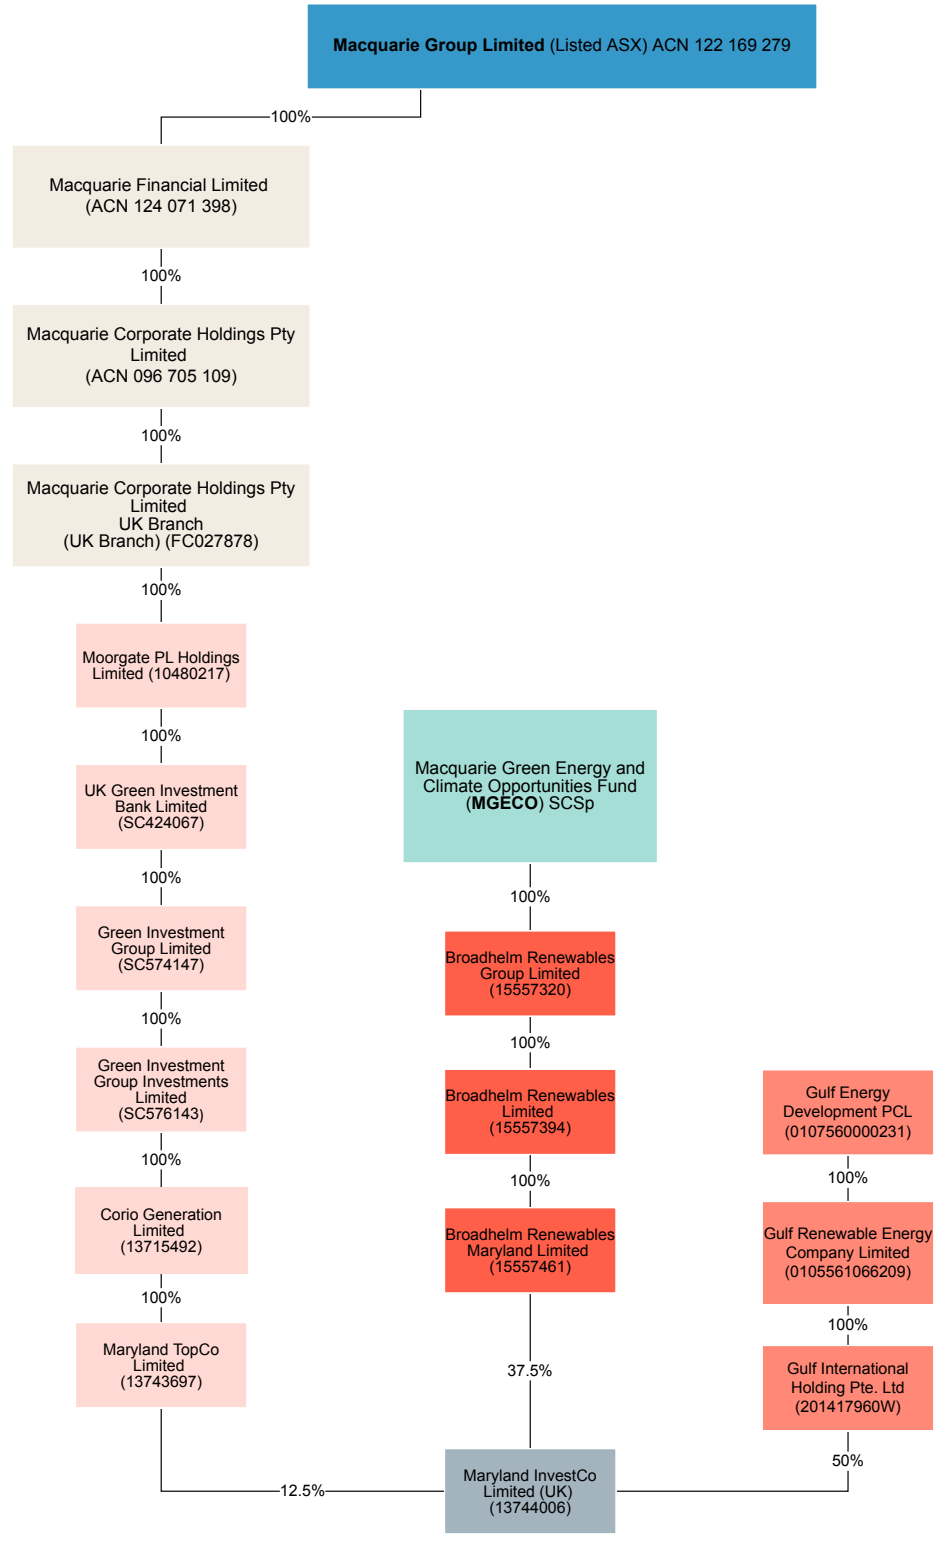 Macquarie Group Limited (Listed ASX) ACN 122 169 279
100%
Macquarie Financial Limited
(ACN 124 071 398)
100%
Macquarie Corporate Holdings Pty
Limited
(ACN 096 705 109)
100%
Macquarie Corporate Holdings Pty
Limited
UK Branch
(UK Branch) (FC027878)
100%
Moorgate PL Holdings
Limited (10480217)
100%
UK Green Investment
Bank Limited
(SC424067)
100%
Green Investment
Group Limited
(SC574147)
100%
Green Investment
Group Investments
Limited
(SC576143)
100%
Corio Generation
Limited
(13715492)
100%
Maryland TopCo
Limited
(13743697)
12.5%
Macquarie Green Energy and
Climate Opportunities Fund
(MGECO) SCSp
100%
Broadhelm Renewables
Group Limited
(15557320)
100%
Broadhelm Renewables
Limited
(15557394)
100%
Broadhelm Renewables
Maryland Limited
(15557461)
37.5%
Gulf Energy
Development PCL
(0107560000231)
100%
Gulf Renewable Energy
Company Limited
(0105561066209)
100%
Gulf International
Holding Pte. Ltd
(201417960W)
50%
Maryland InvestCo
Limited (UK)
(13744006)